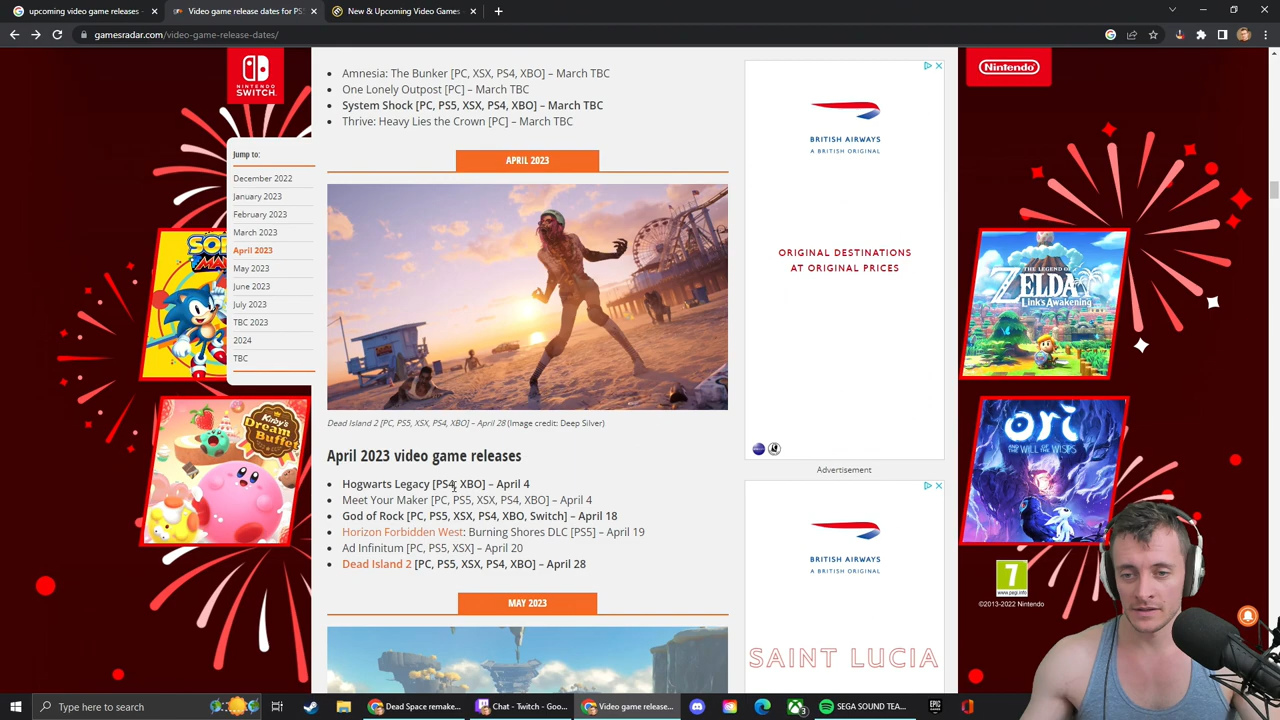 upcoming video games -
Video game release dates for PS
New & Upcoming Video Games
gamesradar.com/video-game-release-dates/
NINTENDO
SWITCH
Nintendo
Amnesia: The Bunker [PC, XSX, PS4, XBO] – March TBC
One Lonely Outpost [PC] – March TBC
System Shock [PC, PS5, XSX, PS4, XBO] – March TBC
Thrive: Heavy Lies the Crown [PC] – March TBC
Jump to:
December 2022
January 2023
February 2023
March 2023
April 2023
May 2023
June 2023
July 2023
TBC 2023
2024
TBC
APRIL 2023
Dead Island 2 [PC, PS5, XSX, PS4, XBO] – April 28 (Image credit: Deep Silver)
April 2023 video game releases
Hogwarts Legacy [PS4, XBO] – April 4
Meet Your Maker [PC, PS5, XSX, PS4, XBO] – April 4
God of Rock [PC, PS5, XSX, PS4, XBO, Switch] – April 18
Horizon Forbidden West: Burning Shores DLC [PS5] – April 19
Ad Infinitum [PC, PS5, XSX] – April 20
Dead Island 2 [PC, PS5, XSX, PS4, XBO] – April 28
MAY 2023
BRITISH AIRWAYS
A BRITISH ORIGINAL
ORIGINAL DESTINATIONS
AT ORIGINAL PRICES
Advertisement
BRITISH AIRWAYS
A BRITISH ORIGINAL
SAINT LUCIA
Kirby's
Dream
Buffet
THE LEGEND OF
ZELDA
Link's Awakening
ori
AND THE WILL OF THE WISPS
7
www.pegi.info
©2013-2022 Nintendo
Type here to search
Dead Space remake...
Chat - Twitch - Goo...
Video game release...
3
SEGA SOUND TEA...
EPIC